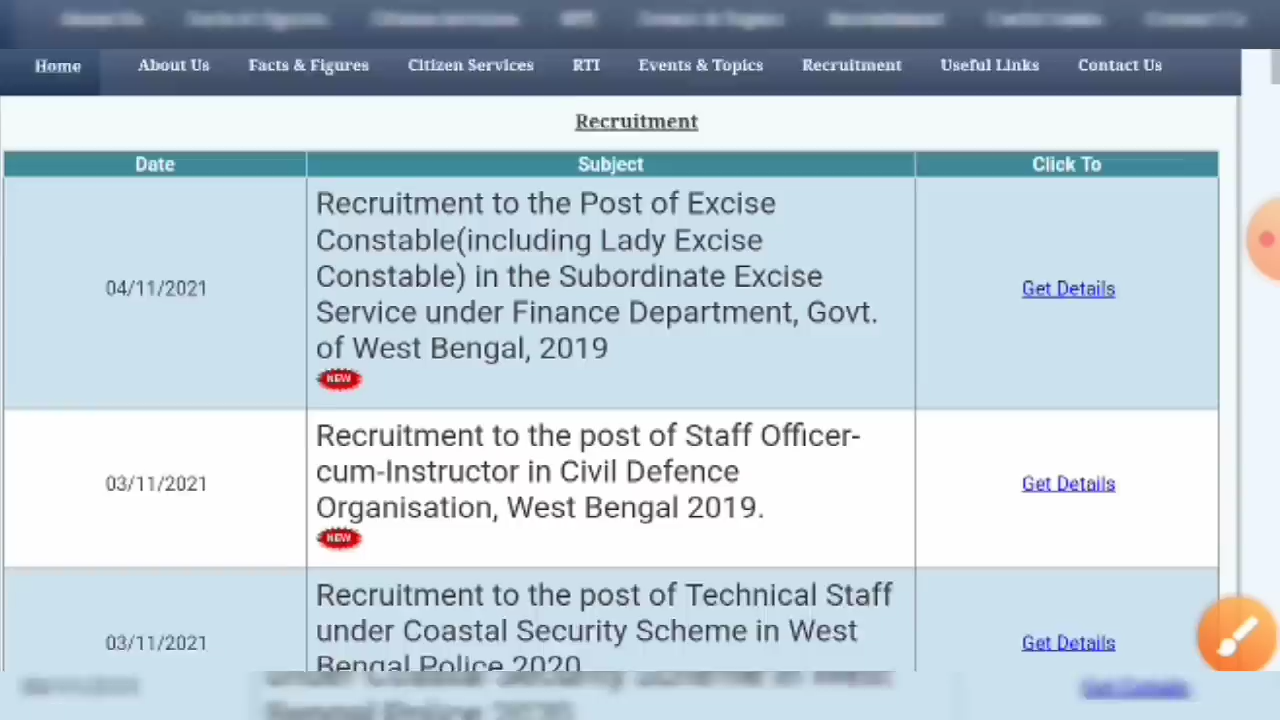 Home About Us Facts & Figures Citizen Services RTI Events & Topics Recruitment Useful Links Contact Us
Recruitment
Date Subject Click To
Recruitment to the Post of Excise
Constable(including Lady Excise
Constable) in the Subordinate Excise
04/11/2021 Get Details
Service under Finance Department, Govt.
of West Bengal, 2019
NEW
Recruitment to the post of Staff Officer-
cum-Instructor in Civil Defence
03/11/2021 Get Details
Organisation, West Bengal 2019.
NEW
Recruitment to the post of Technical Staff
under Coastal Security Scheme in West
03/11/2021 Get Details
Bengal Police 2020